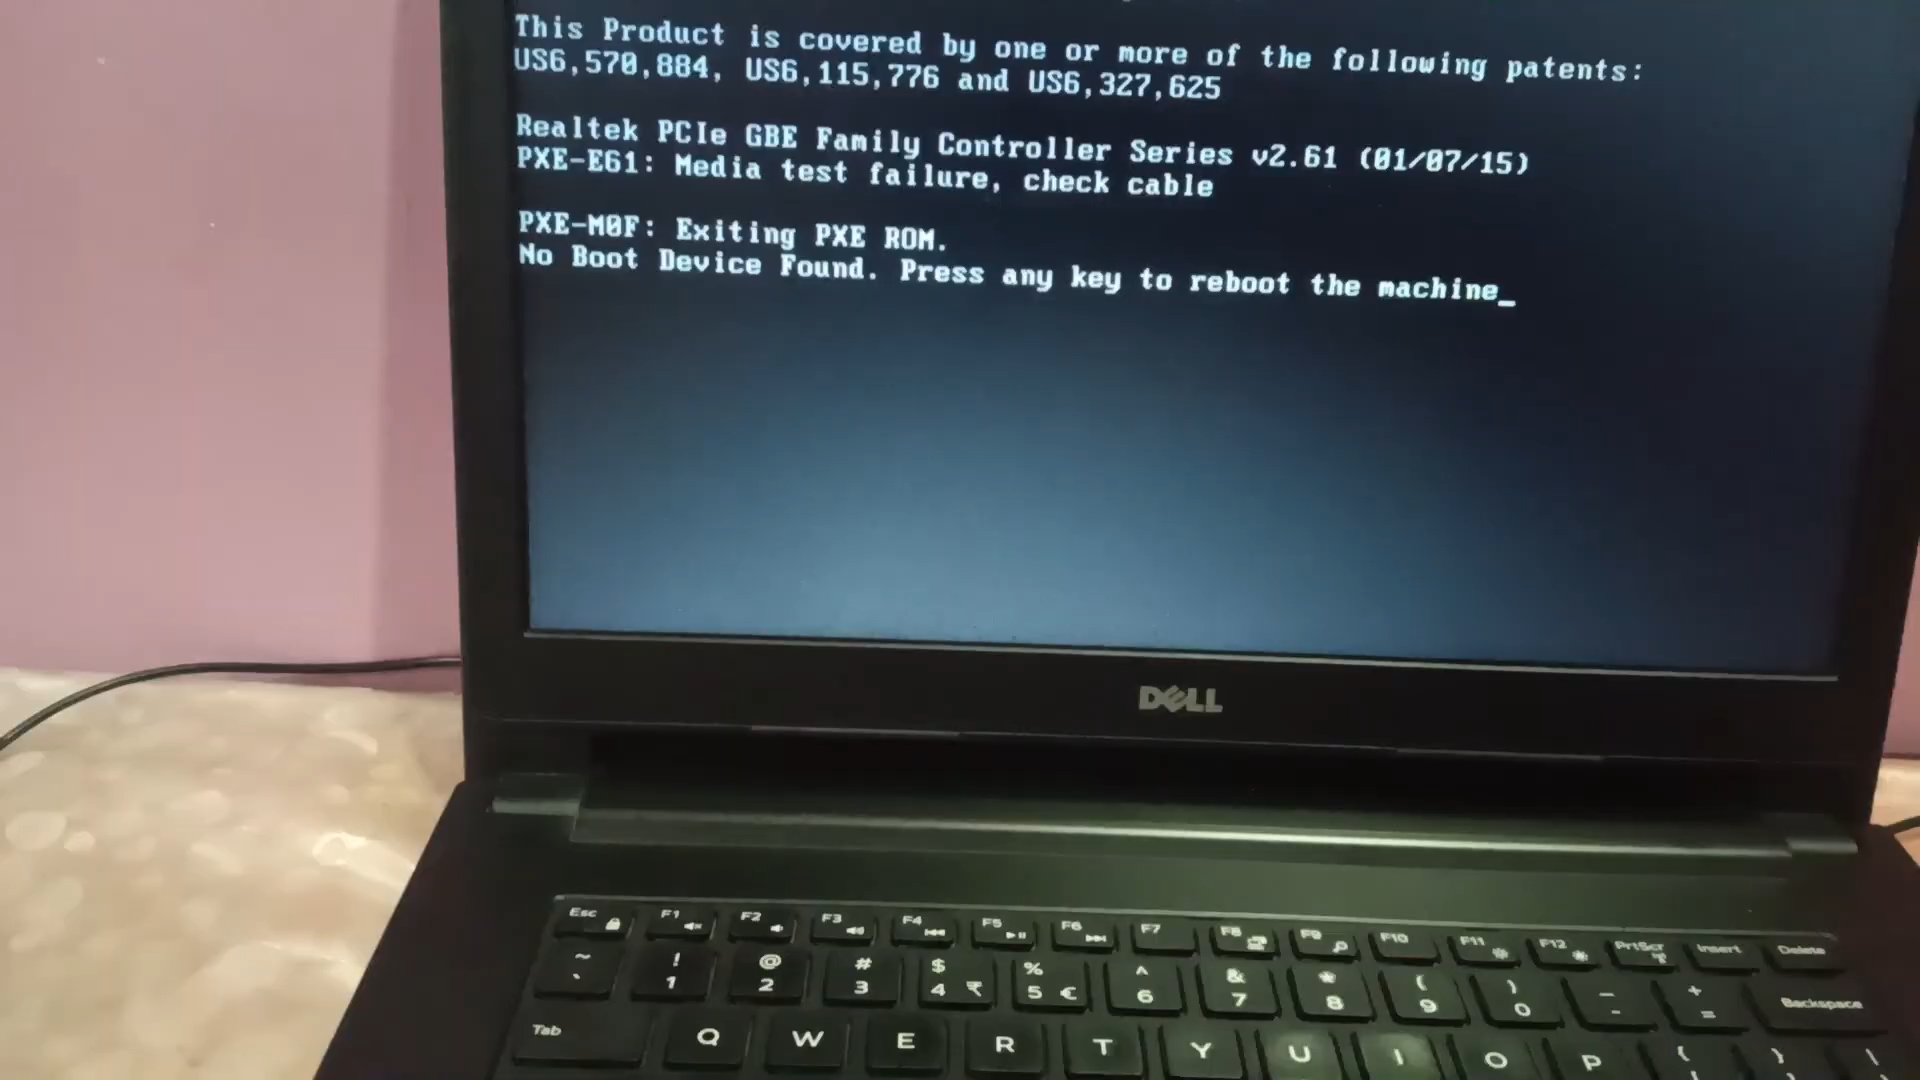 This Product is covered by one or more of the following patents:
US6,570,884, US6,115,776 and US6,327,625
Realtek PCIe GBE Family Controller Series v2.61 (01/07/15)
PXE-E61: Media test failure, check cable
PXE-M0F: Exiting PXE ROM.
No Boot Device Found. Press any key to reboot the machine_
DELL
Esc F1 F2 F3 F4 F5 F6 F7 F8 F9 F10 F11 F12 PrtScr Insert Delete
~ ! @ # $ % ^ & * ( ) _ +
` 1 2 3 4 ₹ 5 € 6 7 8 9 0 - = Backspace
Tab Q W E R T Y U I O P { } \